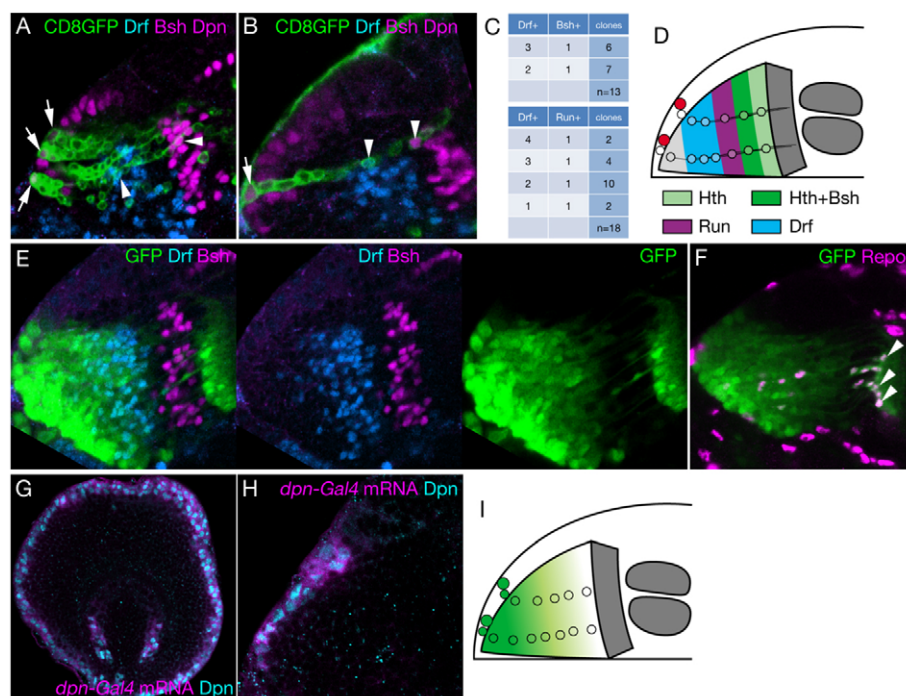 A CD8GFP Drf Bsh Dpn
B CD8GFP Drf Bsh Dpn
C
Drf+ Bsh+ clones
3 1 6
2 1 7
n=13
Drf+ Run+ clones
4 1 2
3 1 4
2 1 10
1 1 2
n=18
D
Hth Hth+Bsh
Run Drf
E GFP Drf Bsh
Drf Bsh
GFP
F GFP Repo
G
dpn-Gal4 mRNA Dpn
H dpn-Gal4 mRNA Dpn
I